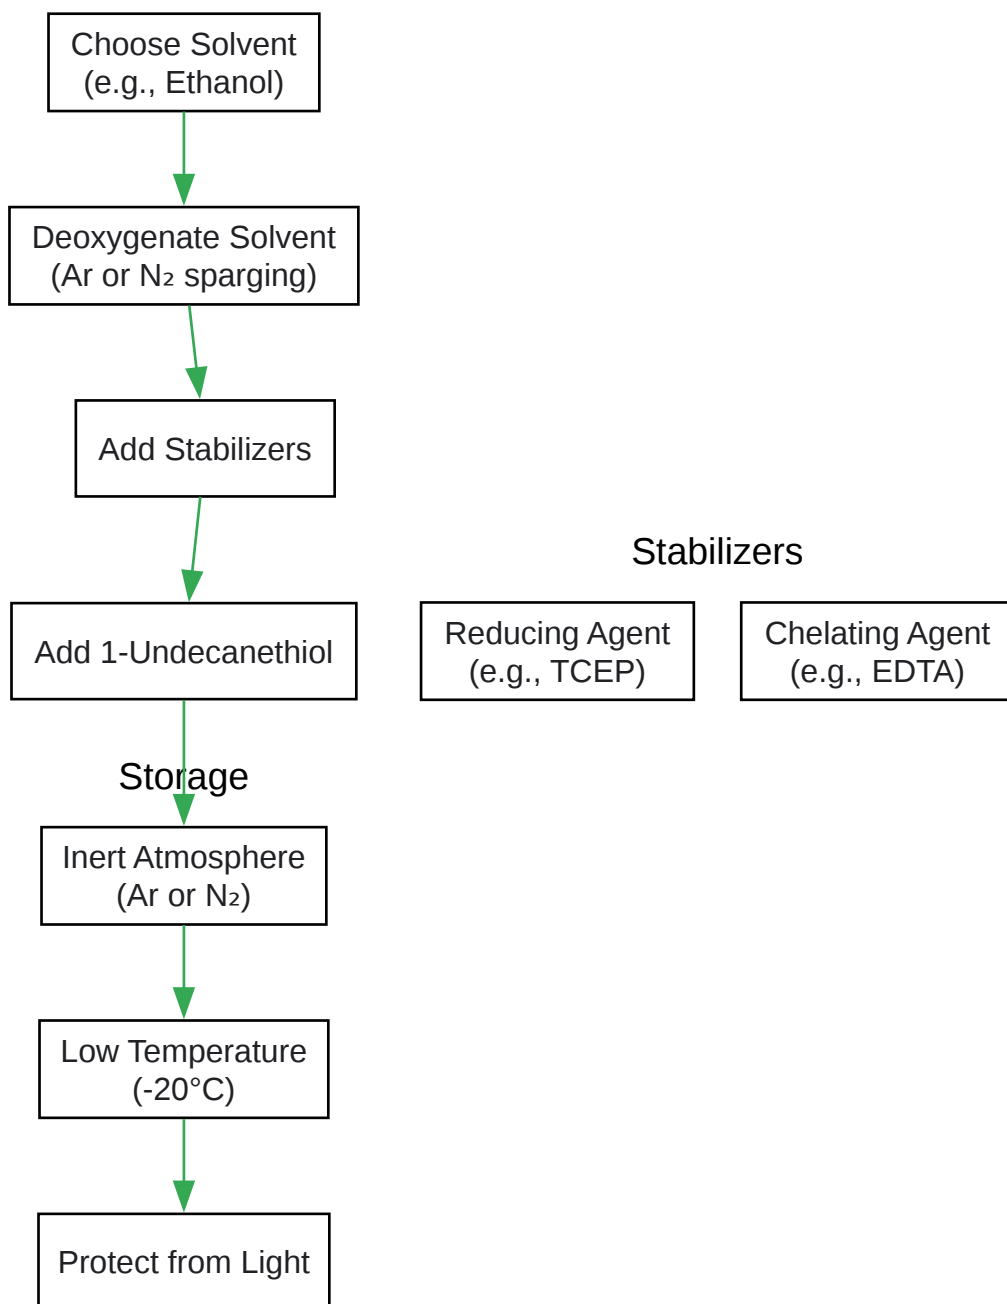 Choose Solvent
(e.g., Ethanol)
Deoxygenate Solvent
(Ar or N₂ sparging)
Add Stabilizers
Add 1-Undecanethiol
Stabilizers
Reducing Agent
(e.g., TCEP)
Chelating Agent
(e.g., EDTA)
Storage
Inert Atmosphere
(Ar or N₂)
Low Temperature
(-20°C)
Protect from Light